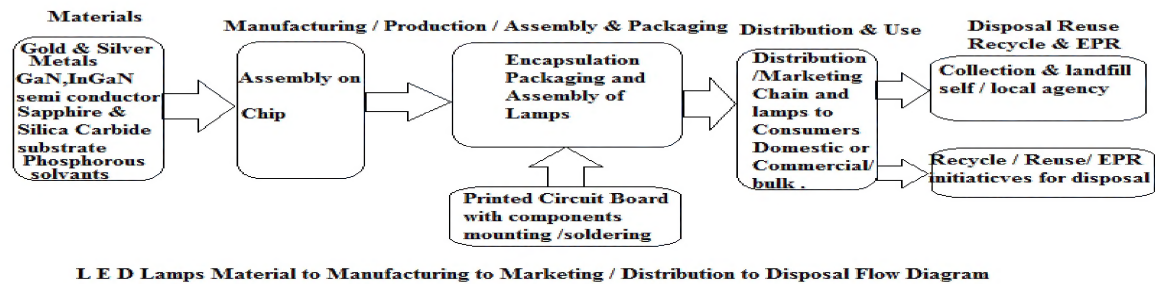 Materials
Gold & Silver
Metals
GaN,InGaN
semi conductor
Sapphire &
Silica Carbide
substrate
Phosphorous
solvants
Manufacturing / Production / Assembly & Packaging
Assembly on
Chip
Encapsulation
Packaging and
Assembly of
Lamps
Printed Circuit Board
with components
mounting /soldering
Distribution & Use
Distribution
/Marketing
Chain and
lamps to
Consumers
Domestic or
Commercial/
bulk .
Disposal Reuse
Recycle & EPR
Collection & landfill
self / local agency
Recycle / Reuse/ EPR
initiaticves for disposal
L E D Lamps Material to Manufacturing to Marketing / Distribution to Disposal Flow Diagram